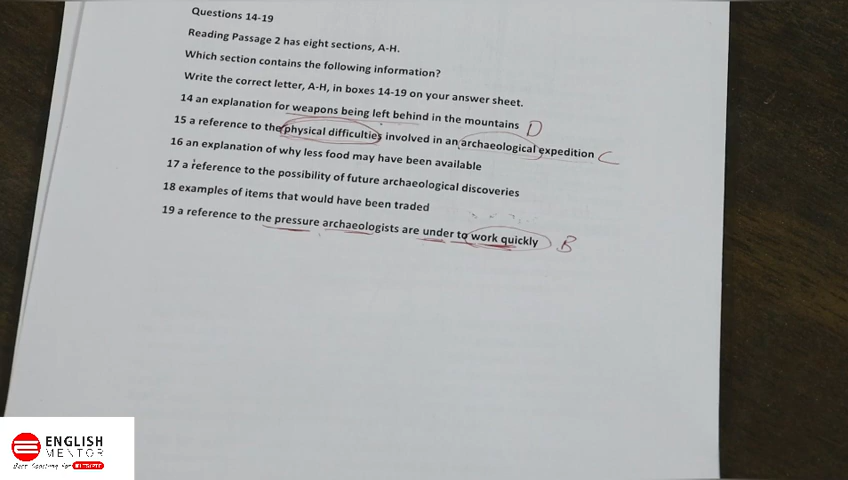 Questions 14-19
Reading Passage 2 has eight sections, A-H.
Which section contains the following information?
Write the correct letter, A-H, in boxes 14-19 on your answer sheet.
14 an explanation for weapons being left behind in the mountains D
15 a reference to the physical difficulties involved in an archaeological expedition C
16 an explanation of why less food may have been available
17 a reference to the possibility of future archaeological discoveries
18 examples of items that would have been traded
19 a reference to the pressure archaeologists are under to work quickly B
ENGLISH
MENTOR
Best Coaching for